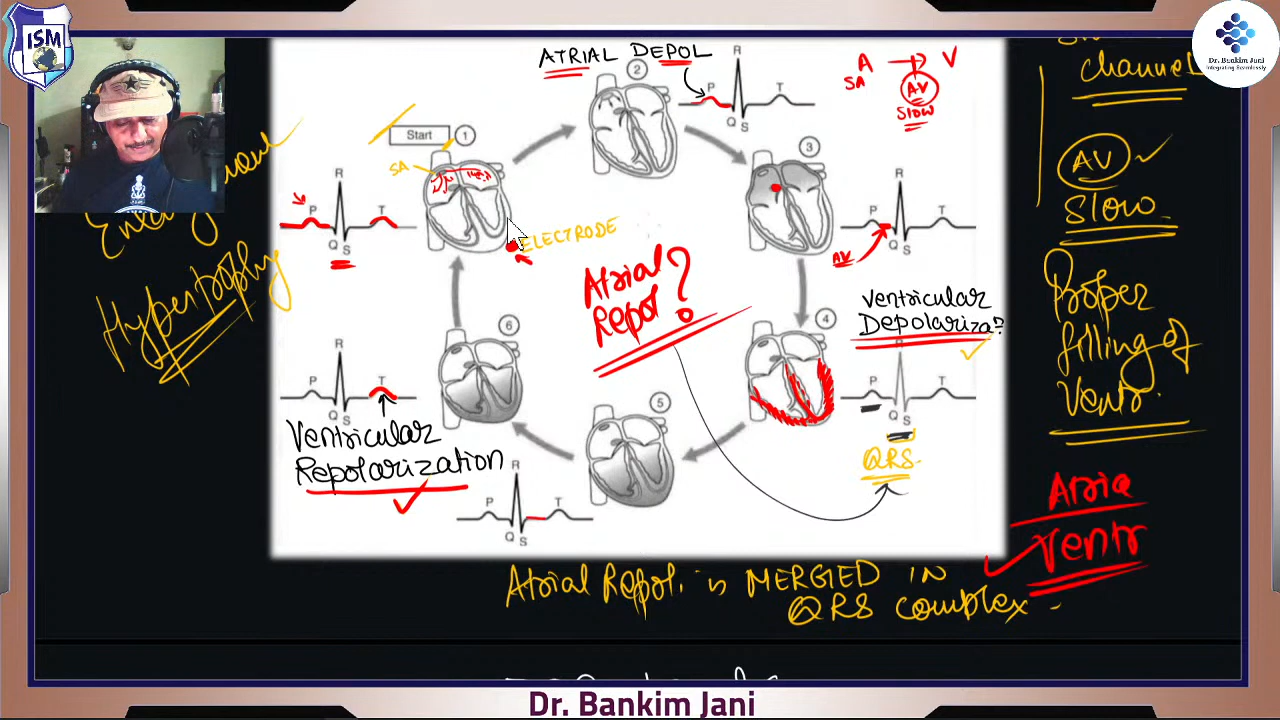 ISM
Dr. Bankim Jani
Integrating Seamlessly
ATRIAL DEPOL
2
R
P
T
Q
S
A → V
SA
AV
SLOW
channel
AV
Slow
Proper
filling of
Ventr.
Atria
Ventr
Start
1
SA
R
P
T
Q
S
ELECTRODE
Hypertrophy
3
R
P
T
Q
S
AV
Atrial
Repol ?
Ventricular
Depolariza?
4
R
P
T
Q
S
QRS
6
R
P
T
Q
S
Ventricular
Repolarization
5
R
P
T
Q
S
Atrial Repol. is MERGED IN
QRS complex.
Dr. Bankim Jani